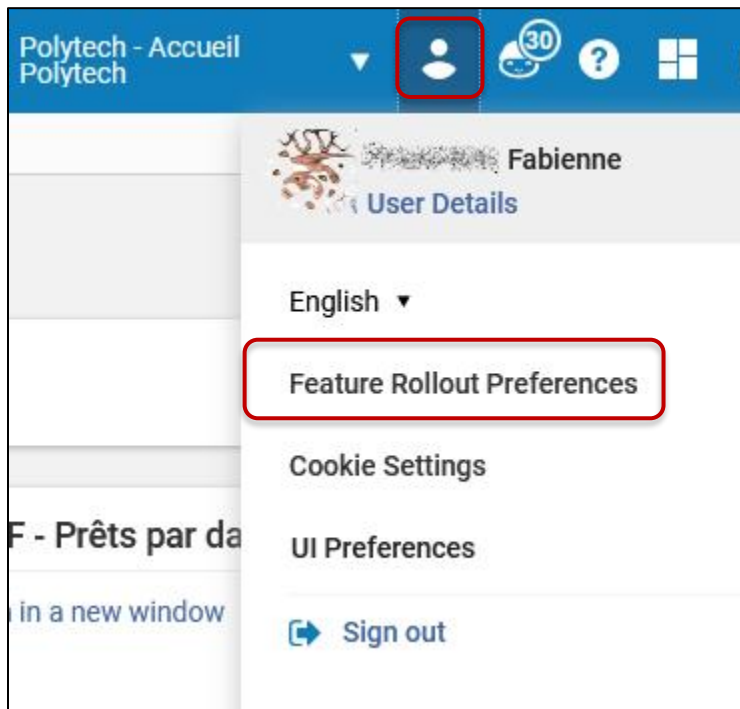 Polytech - Accueil
Polytech
30
?
Fabienne
User Details
English
Feature Rollout Preferences
Cookie Settings
F - Prêts par da
UI Preferences
in a new window
Sign out